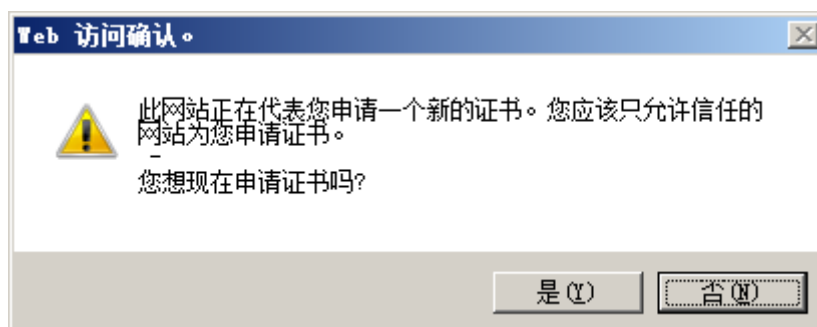 Web 访问确认。
此网站正在代表您申请一个新的证书。您应该只允许信任的
网站为您申请证书。
您想现在申请证书吗?
是(Y) 否(N)